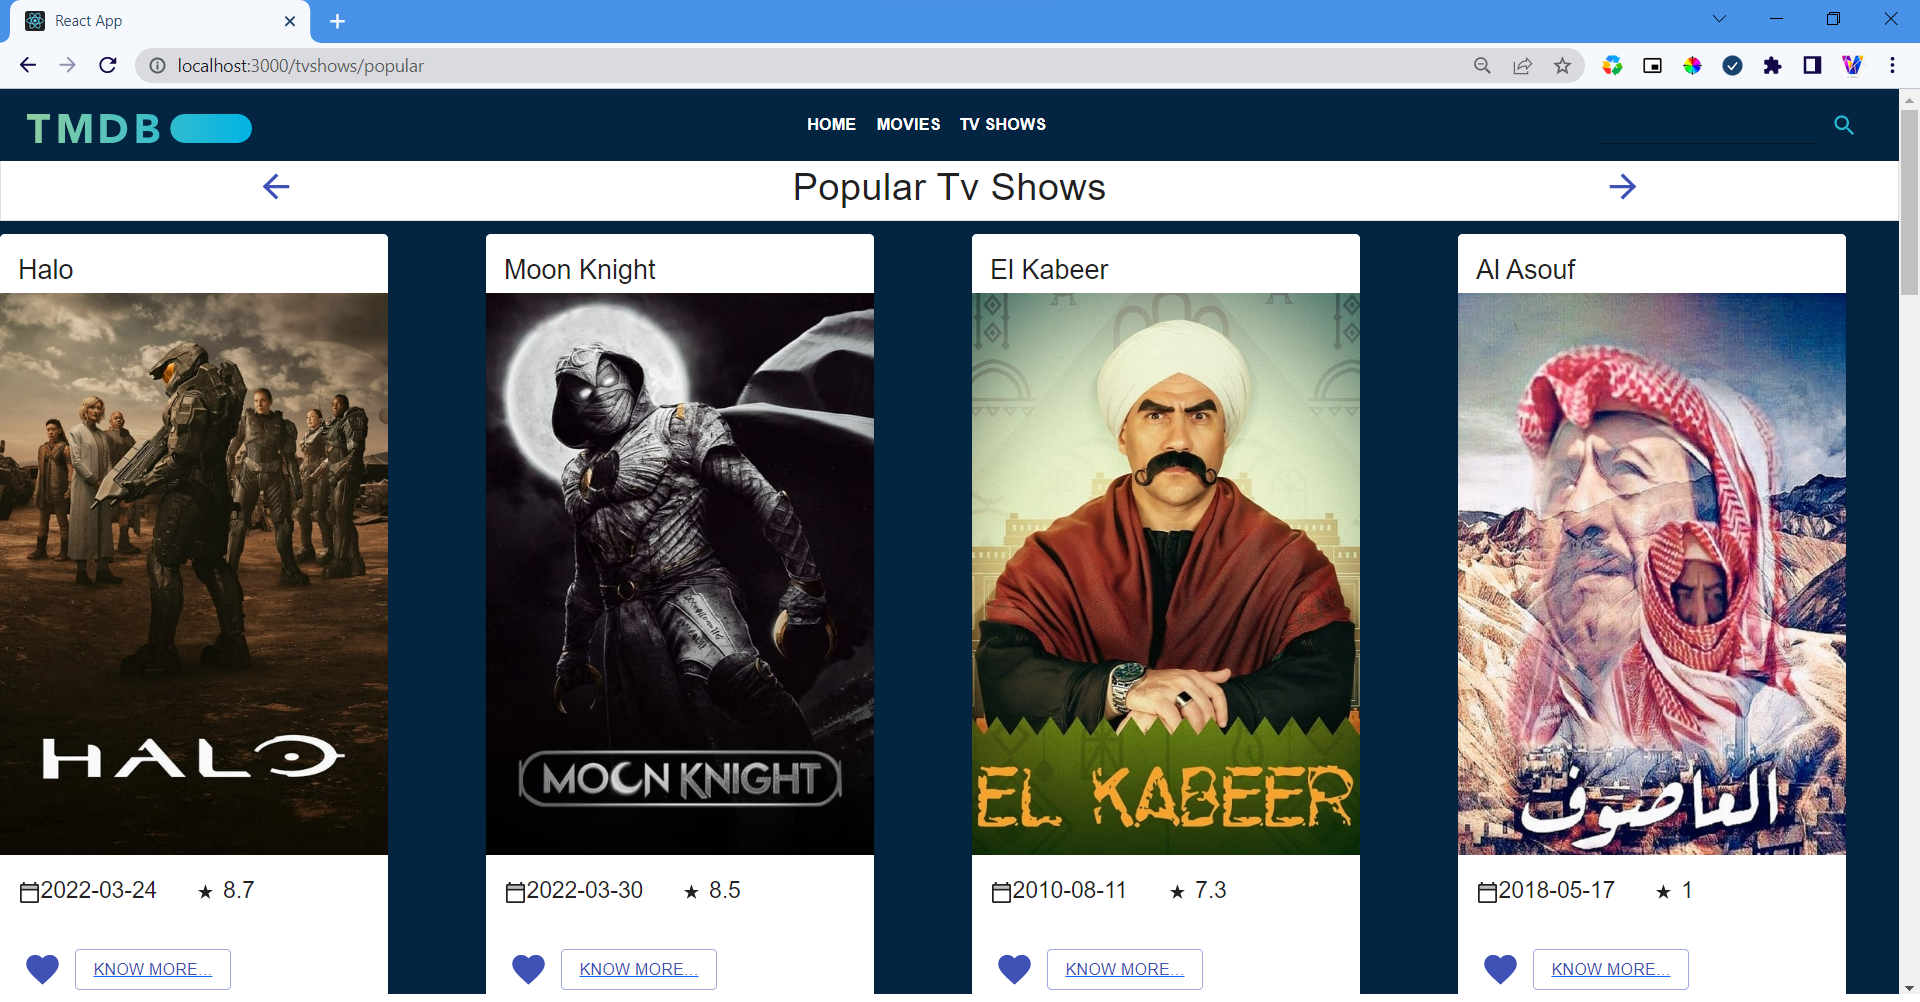 React App
localhost:3000/tvshows/popular
TMDB
HOME MOVIES TV SHOWS
Popular Tv Shows
Halo
HALO
2022-03-24 ★ 8.7
KNOW MORE...
Moon Knight
MOON KNIGHT
2022-03-30 ★ 8.5
KNOW MORE...
El Kabeer
EL KABEER
2010-08-11 ★ 7.3
KNOW MORE...
Al Asouf
العاصوف
2018-05-17 ★ 1
KNOW MORE...